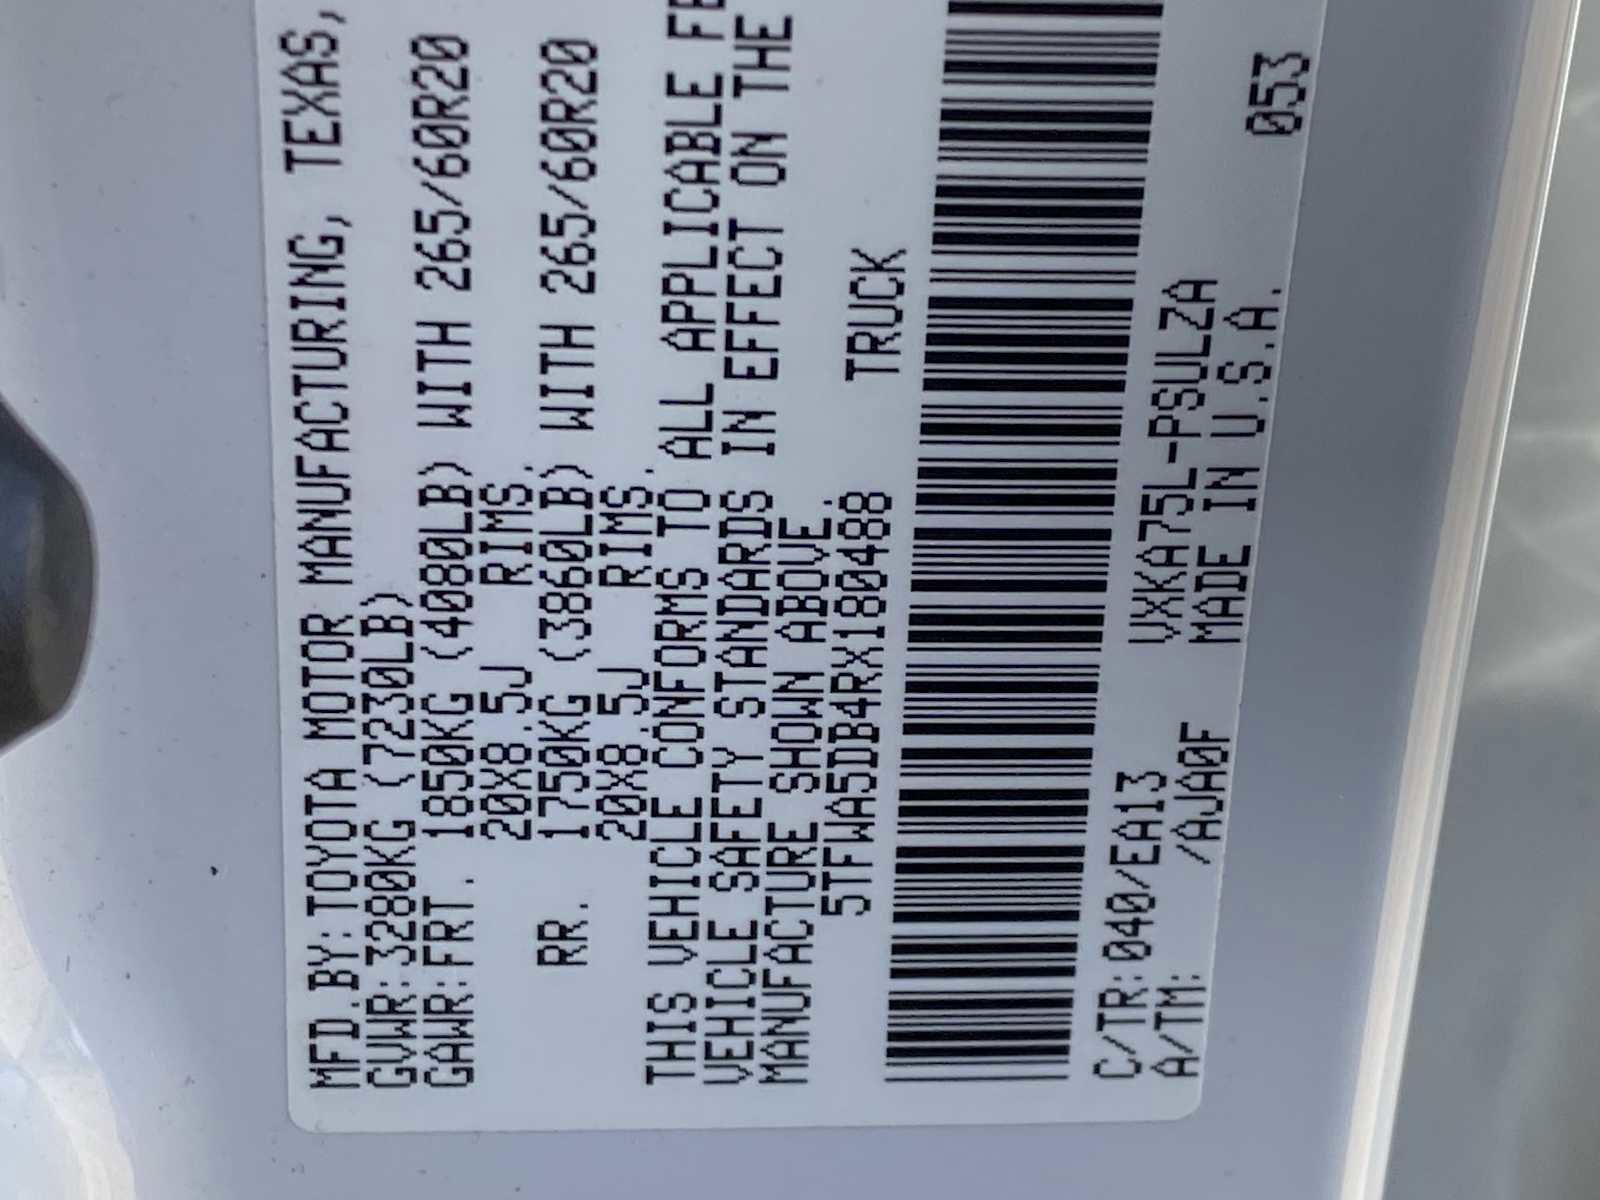 MFD.BY:TOYOTA MOTOR MANUFACTURING, TEXAS,
GVWR:3280KG (7230LB)
GAWR:FRT. 1850KG (4080LB) WITH 265/60R20
20X8.5J RIMS,
RR. 1750KG (3860LB) WITH 265/60R20
20X8.5J RIMS.
THIS VEHICLE CONFORMS TO ALL APPLICABLE
VEHICLE SAFETY STANDARDS IN EFFECT ON THE
MANUFACTURE SHOWN ABOVE.
5TFWA5DB4RX180488 TRUCK
C/TR:040/EA13 VXKA75L-PSULZA
A/TM: /AJA0F MADE IN U.S.A. 053